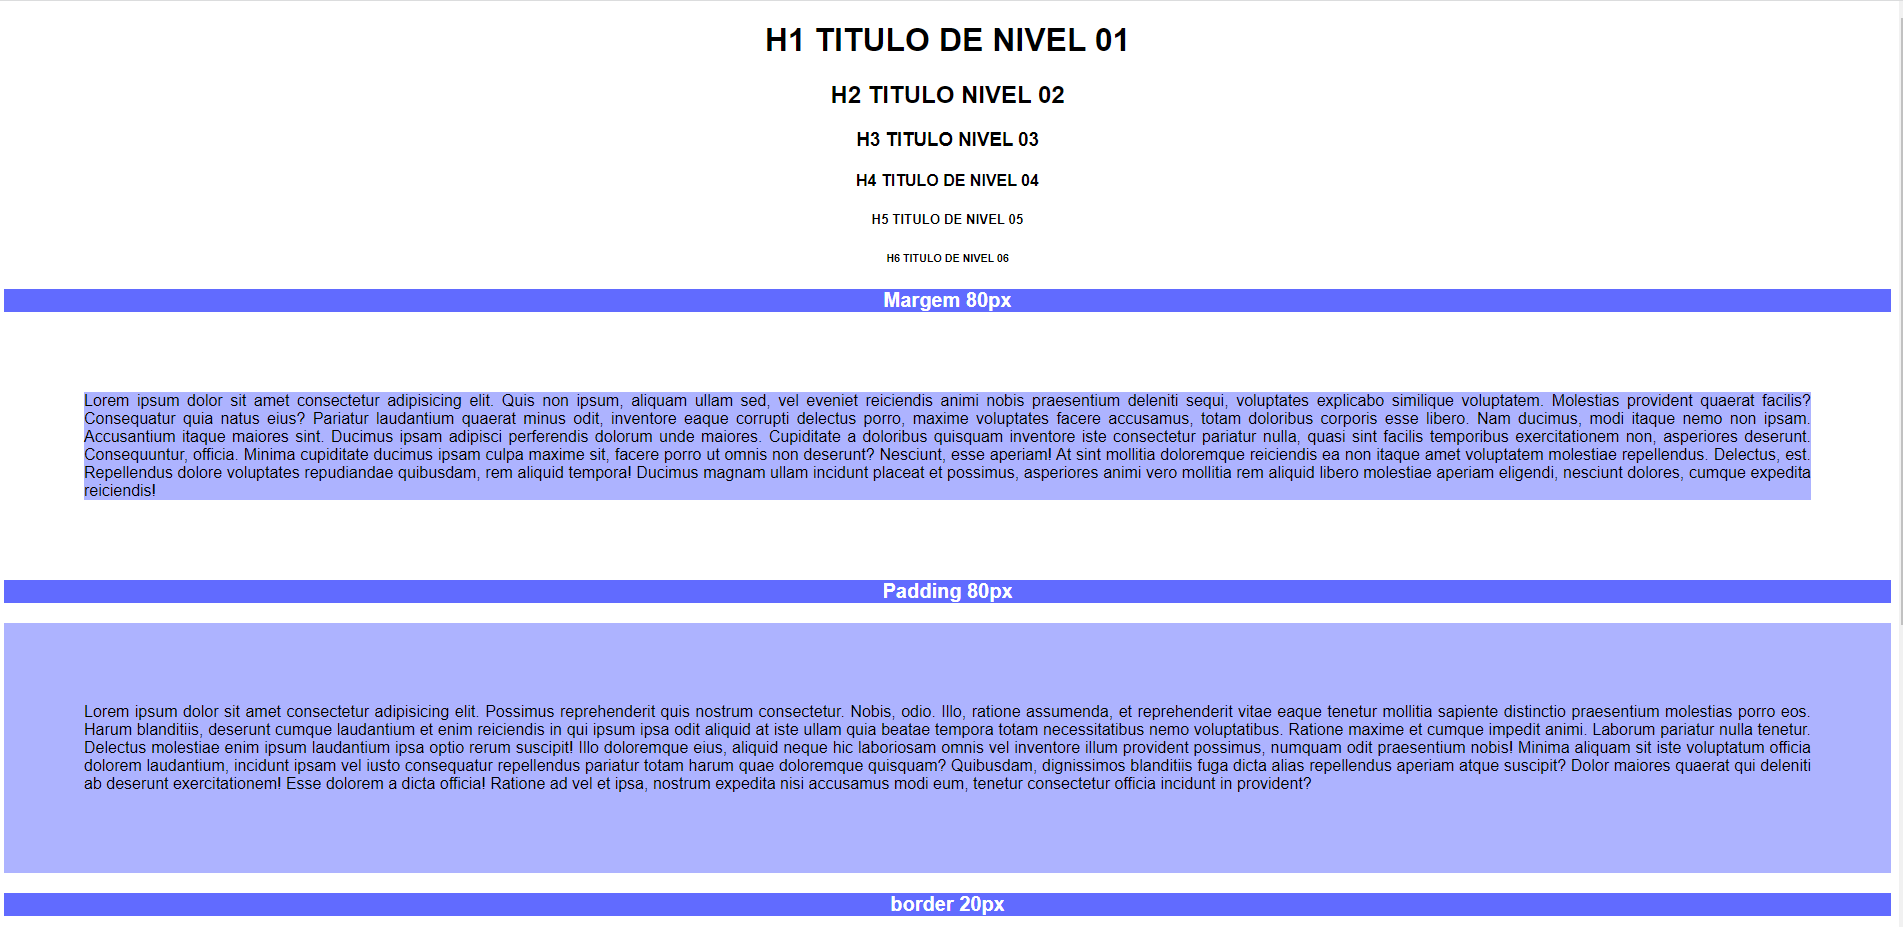 H1 TITULO DE NIVEL 01
H2 TITULO NIVEL 02
H3 TITULO NIVEL 03
H4 TITULO DE NIVEL 04
H5 TITULO DE NIVEL 05
H6 TITULO DE NIVEL 06
Margem 80px
Lorem ipsum dolor sit amet consectetur adipisicing elit. Quis non ipsum, aliquam ullam sed, vel eveniet reiciendis animi nobis praesentium deleniti sequi, voluptates explicabo similique voluptatem. Molestias provident quaerat facilis?
Consequatur quia natus eius? Pariatur laudantium quaerat minus odit, inventore eaque corrupti delectus porro, maxime voluptates facere accusamus, totam doloribus corporis esse libero. Nam ducimus, modi itaque nemo non ipsam.
Accusantium itaque maiores sint. Ducimus ipsam adipisci perferendis dolorum unde maiores. Cupiditate a doloribus quisquam inventore iste consectetur pariatur nulla, quasi sint facilis temporibus exercitationem non, asperiores deserunt.
Consequuntur, officia. Minima cupiditate ducimus ipsam culpa maxime sit, facere porro ut omnis non deserunt? Nesciunt, esse aperiam! At sint mollitia doloremque reiciendis ea non itaque amet voluptatem molestiae repellendus. Delectus, est.
Repellendus dolore voluptates repudiandae quibusdam, rem aliquid tempora! Ducimus magnam ullam incidunt placeat et possimus, asperiores animi vero mollitia rem aliquid libero molestiae aperiam eligendi, nesciunt dolores, cumque expedita
reiciendis!
Padding 80px
Lorem ipsum dolor sit amet consectetur adipisicing elit. Possimus reprehenderit quis nostrum consectetur. Nobis, odio. Illo, ratione assumenda, et reprehenderit vitae eaque tenetur mollitia sapiente distinctio praesentium molestias porro eos.
Harum blanditiis, deserunt cumque laudantium et enim reiciendis in qui ipsum ipsa odit aliquid at iste ullam quia beatae tempora totam necessitatibus nemo voluptatibus. Ratione maxime et cumque impedit animi. Laborum pariatur nulla tenetur.
Delectus molestiae enim ipsum laudantium ipsa optio rerum suscipit! Illo doloremque eius, aliquid neque hic laboriosam omnis vel inventore illum provident possimus, numquam odit praesentium nobis! Minima aliquam sit iste voluptatum officia
dolorem laudantium, incidunt ipsam vel iusto consequatur repellendus pariatur totam harum quae doloremque quisquam? Quibusdam, dignissimos blanditiis fuga dicta alias repellendus aperiam atque suscipit? Dolor maiores quaerat qui deleniti
ab deserunt exercitationem! Esse dolorem a dicta officia! Ratione ad vel et ipsa, nostrum expedita nisi accusamus modi eum, tenetur consectetur officia incidunt in provident?
border 20px